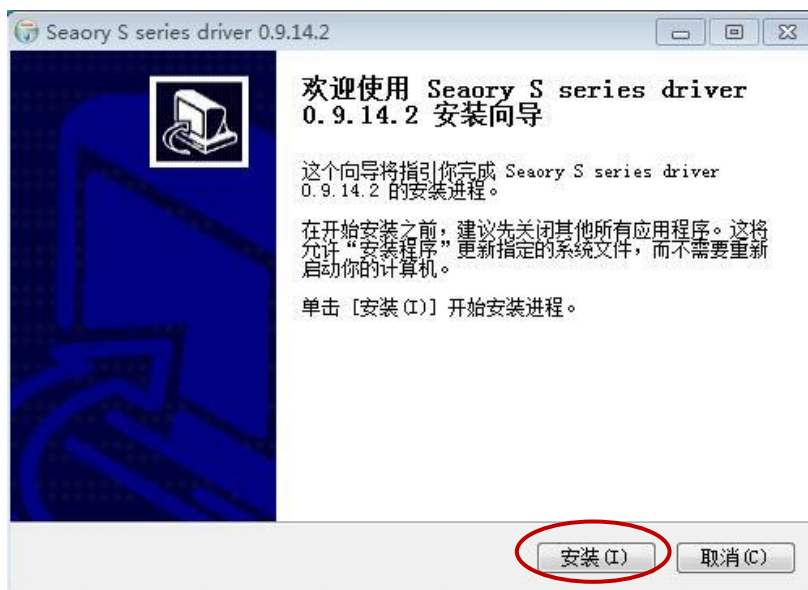 Seaory S series driver 0.9.14.2
欢迎使用 Seaory S series driver
0.9.14.2 安装向导
这个向导将指引你完成 Seaory S series driver
0.9.14.2 的安装进程。
在开始安装之前，建议先关闭其他所有应用程序。这将
允许“安装程序”更新指定的系统文件，而不需要重新
启动你的计算机。
单击 [安装(I)] 开始安装进程。
安装(I)
取消(C)